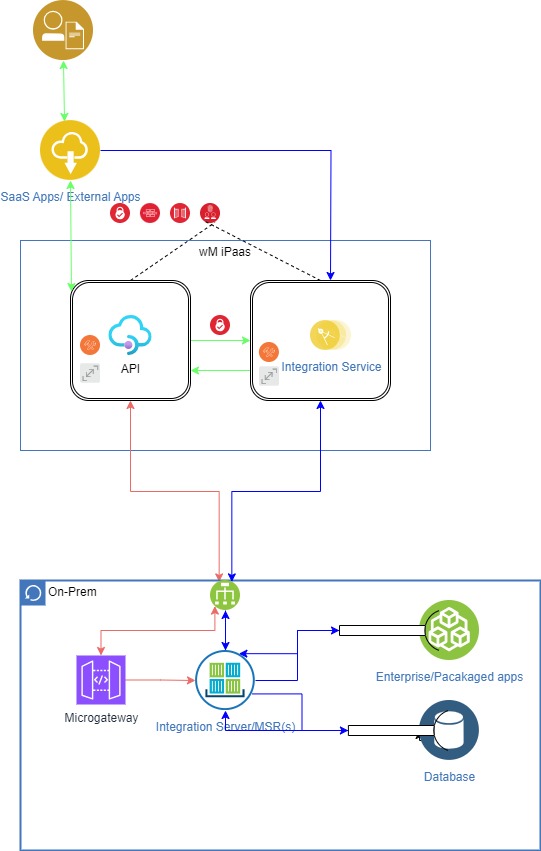 SaaS Apps/ External Apps
wM iPaas
API
Integration Service
On-Prem
Enterprise/Pacakaged apps
Microgateway
Integration Server/MSR(s)
Database